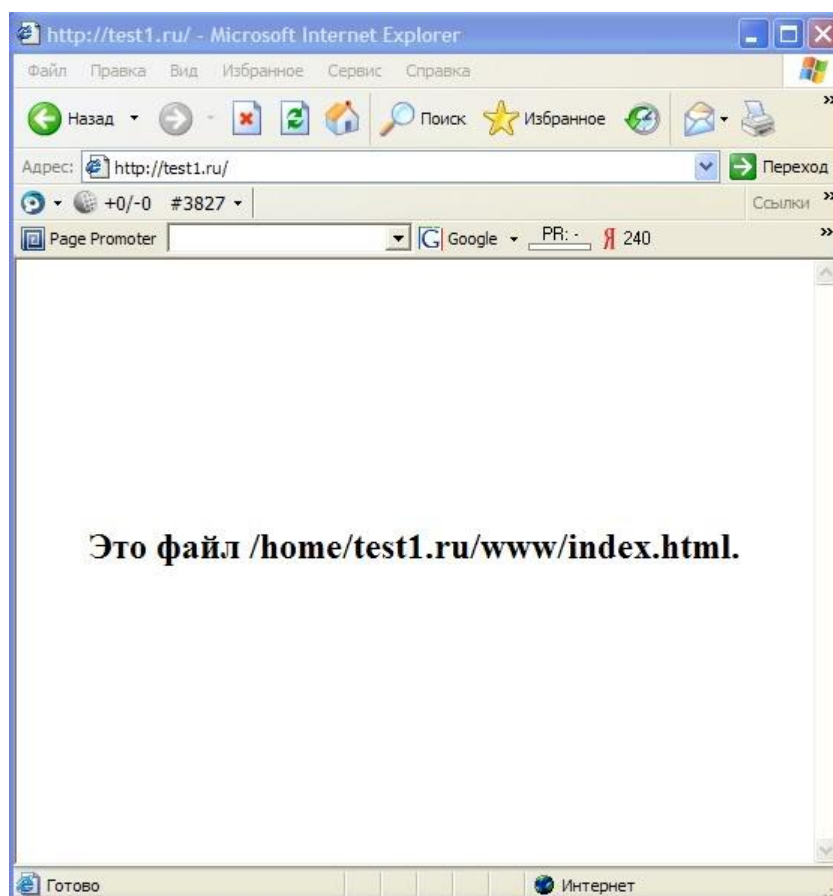 http://test1.ru/ - Microsoft Internet Explorer
Файл Правка Вид Избранное Сервис Справка
Назад Поиск Избранное »
Адрес: http://test1.ru/ Переход
+0/-0 #3827 Ссылки »
Page Promoter G Google PR: - Я 240 »
Это файл /home/test1.ru/www/index.html.
Готово Интернет